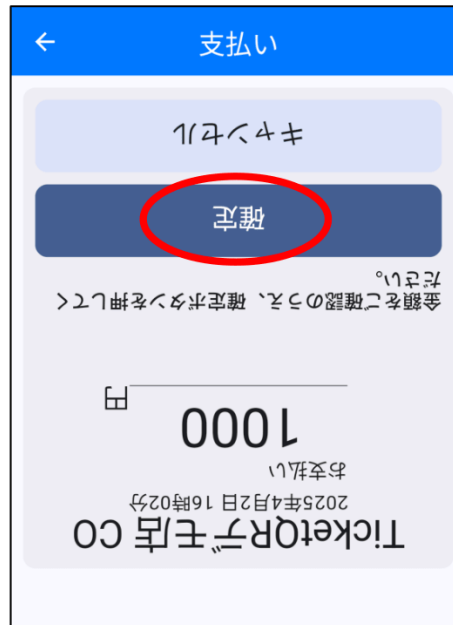 支払い
TicketQRデモ店 CO
2025年4月2日 16時02分
お支払い
1000
円
金額をご確認のうえ、確定ボタンを押してく
ださい。
確定
キャンセル